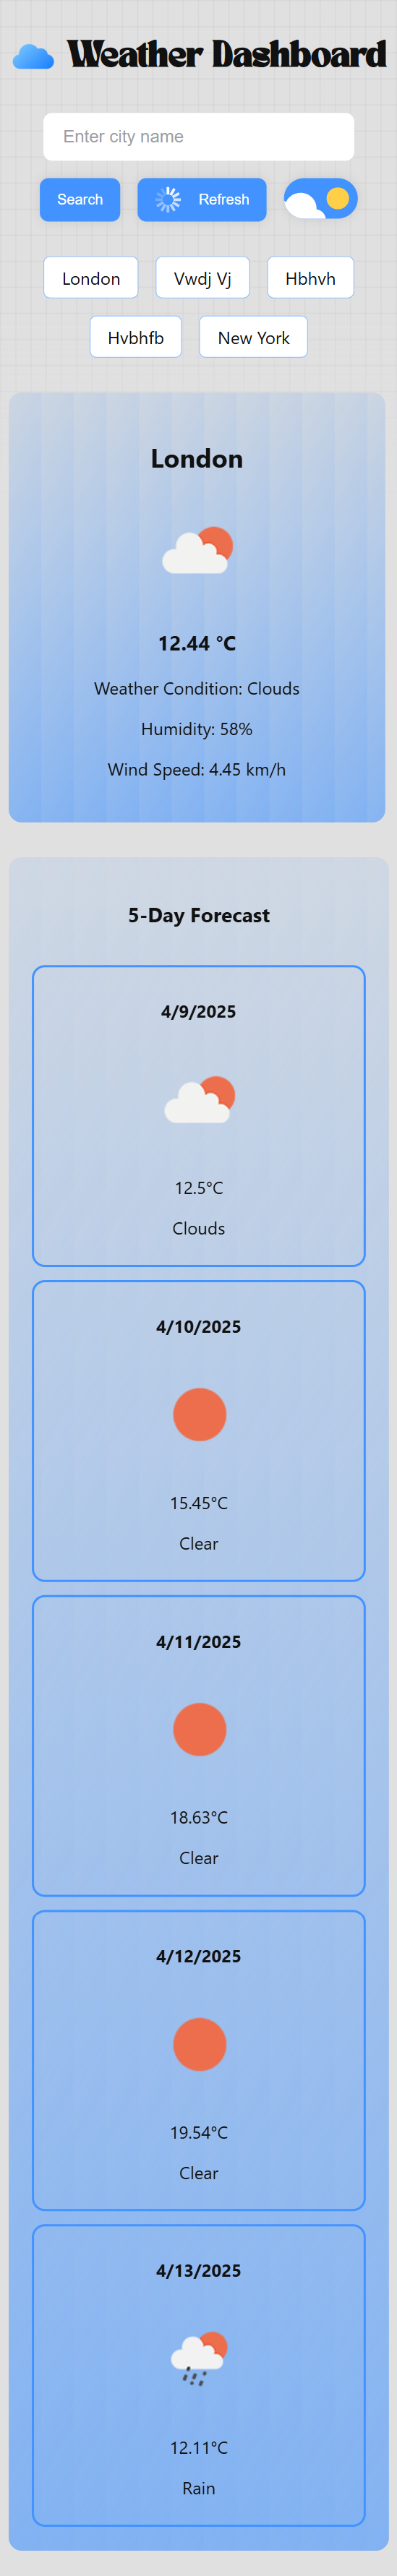 Weather Dashboard
Enter city name
Search Refresh
London Vwdj Vj Hbhvh
Hvbhfb New York
London
12.44 °C
Weather Condition: Clouds
Humidity: 58%
Wind Speed: 4.45 km/h
5-Day Forecast
4/9/2025
12.5°C
Clouds
4/10/2025
15.45°C
Clear
4/11/2025
18.63°C
Clear
4/12/2025
19.54°C
Clear
4/13/2025
12.11°C
Rain